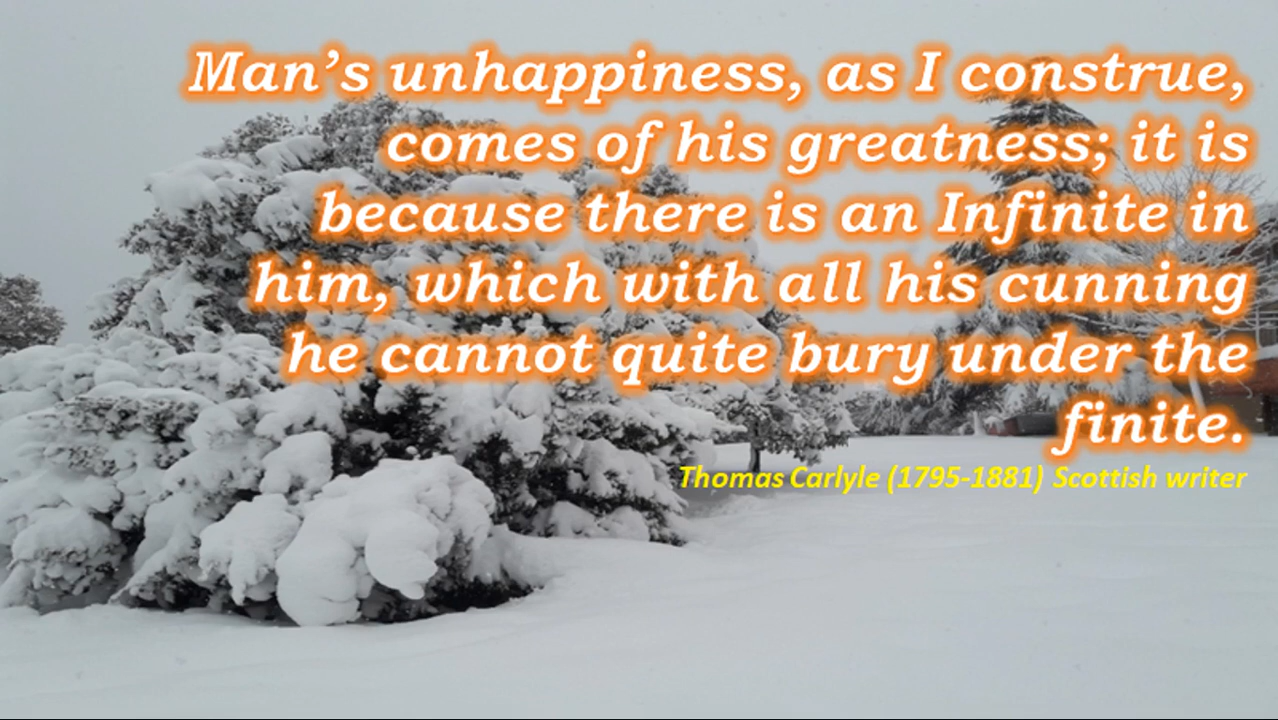 Man’s unhappiness, as I construe,
comes of his greatness; it is
because there is an Infinite in
him, which with all his cunning
he cannot quite bury under the
finite.
Thomas Carlyle (1795-1881) Scottish writer